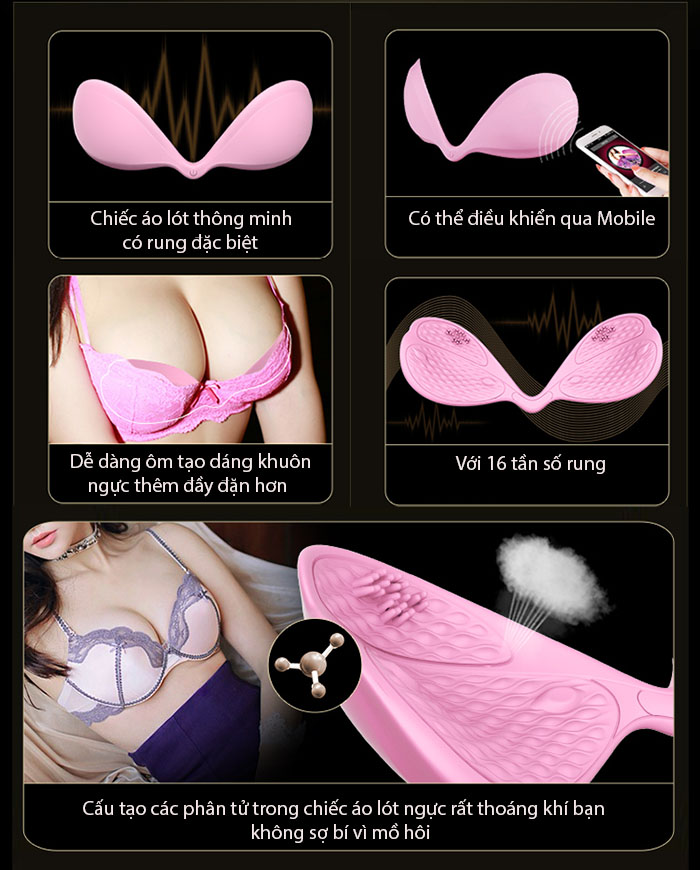 Chiếc áo lót thông minh
có rung đặc biệt
Có thể điều khiển qua Mobile
Dễ dàng ôm tạo dáng khuôn
ngực thêm đầy đặn hơn
Với 16 tần số rung
Cấu tạo các phân tử trong chiếc áo lót ngực rất thoáng khí bạn
không sợ bí vì mồ hôi